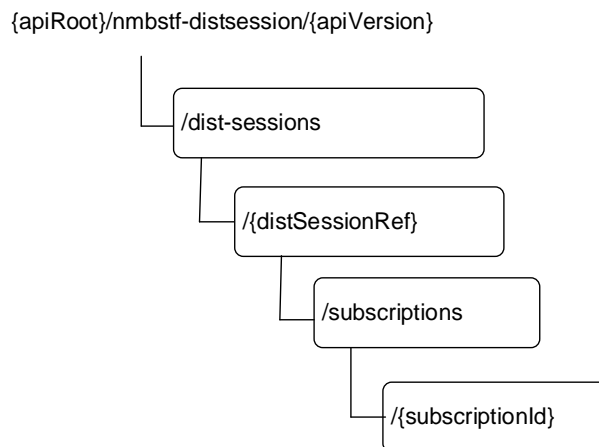 {apiRoot}/nmbstf-distsession/{apiVersion}
/dist-sessions
/{distSessionRef}
/subscriptions
/{subscriptionId}